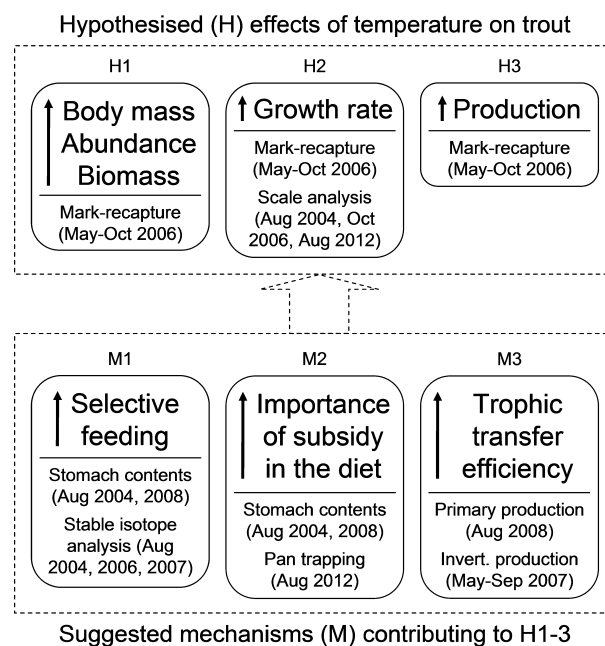 Hypothesised (H) effects of temperature on trout
H1
Body mass
Abundance
Biomass
Mark-recapture
(May-Oct 2006)
H2
Growth rate
Mark-recapture
(May-Oct 2006)
Scale analysis
(Aug 2004, Oct
2006, Aug 2012)
H3
Production
Mark-recapture
(May-Oct 2006)
M1
Selective
feeding
Stomach contents
(Aug 2004, 2008)
Stable isotope
analysis (Aug
2004, 2006, 2007)
M2
Importance
of subsidy
in the diet
Stomach contents
(Aug 2004, 2008)
Pan trapping
(Aug 2012)
M3
Trophic
transfer
efficiency
Primary production
(Aug 2008)
Invert. production
(May-Sep 2007)
Suggested mechanisms (M) contributing to H1-3